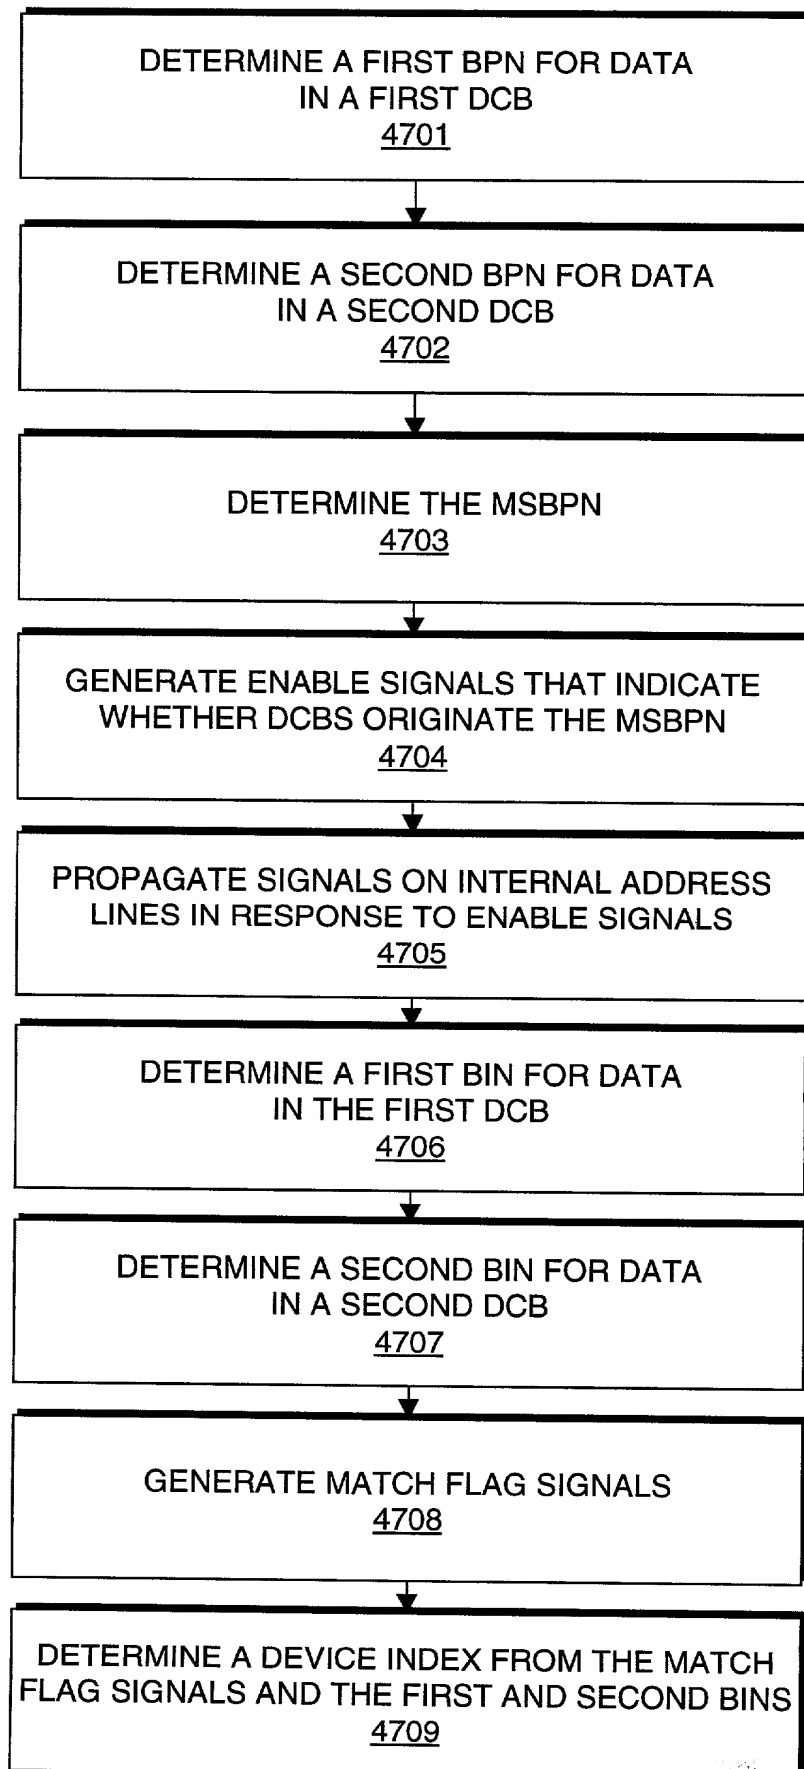 DETERMINE A FIRST BPN FOR DATA
IN A FIRST DCB
4701
DETERMINE A SECOND BPN FOR DATA
IN A SECOND DCB
4702
DETERMINE THE MSBPN
4703
GENERATE ENABLE SIGNALS THAT INDICATE
WHETHER DCBS ORIGINATE THE MSBPN
4704
PROPAGATE SIGNALS ON INTERNAL ADDRESS
LINES IN RESPONSE TO ENABLE SIGNALS
4705
DETERMINE A FIRST BIN FOR DATA
IN THE FIRST DCB
4706
DETERMINE A SECOND BIN FOR DATA
IN A SECOND DCB
4707
GENERATE MATCH FLAG SIGNALS
4708
DETERMINE A DEVICE INDEX FROM THE MATCH
FLAG SIGNALS AND THE FIRST AND SECOND BINS
4709